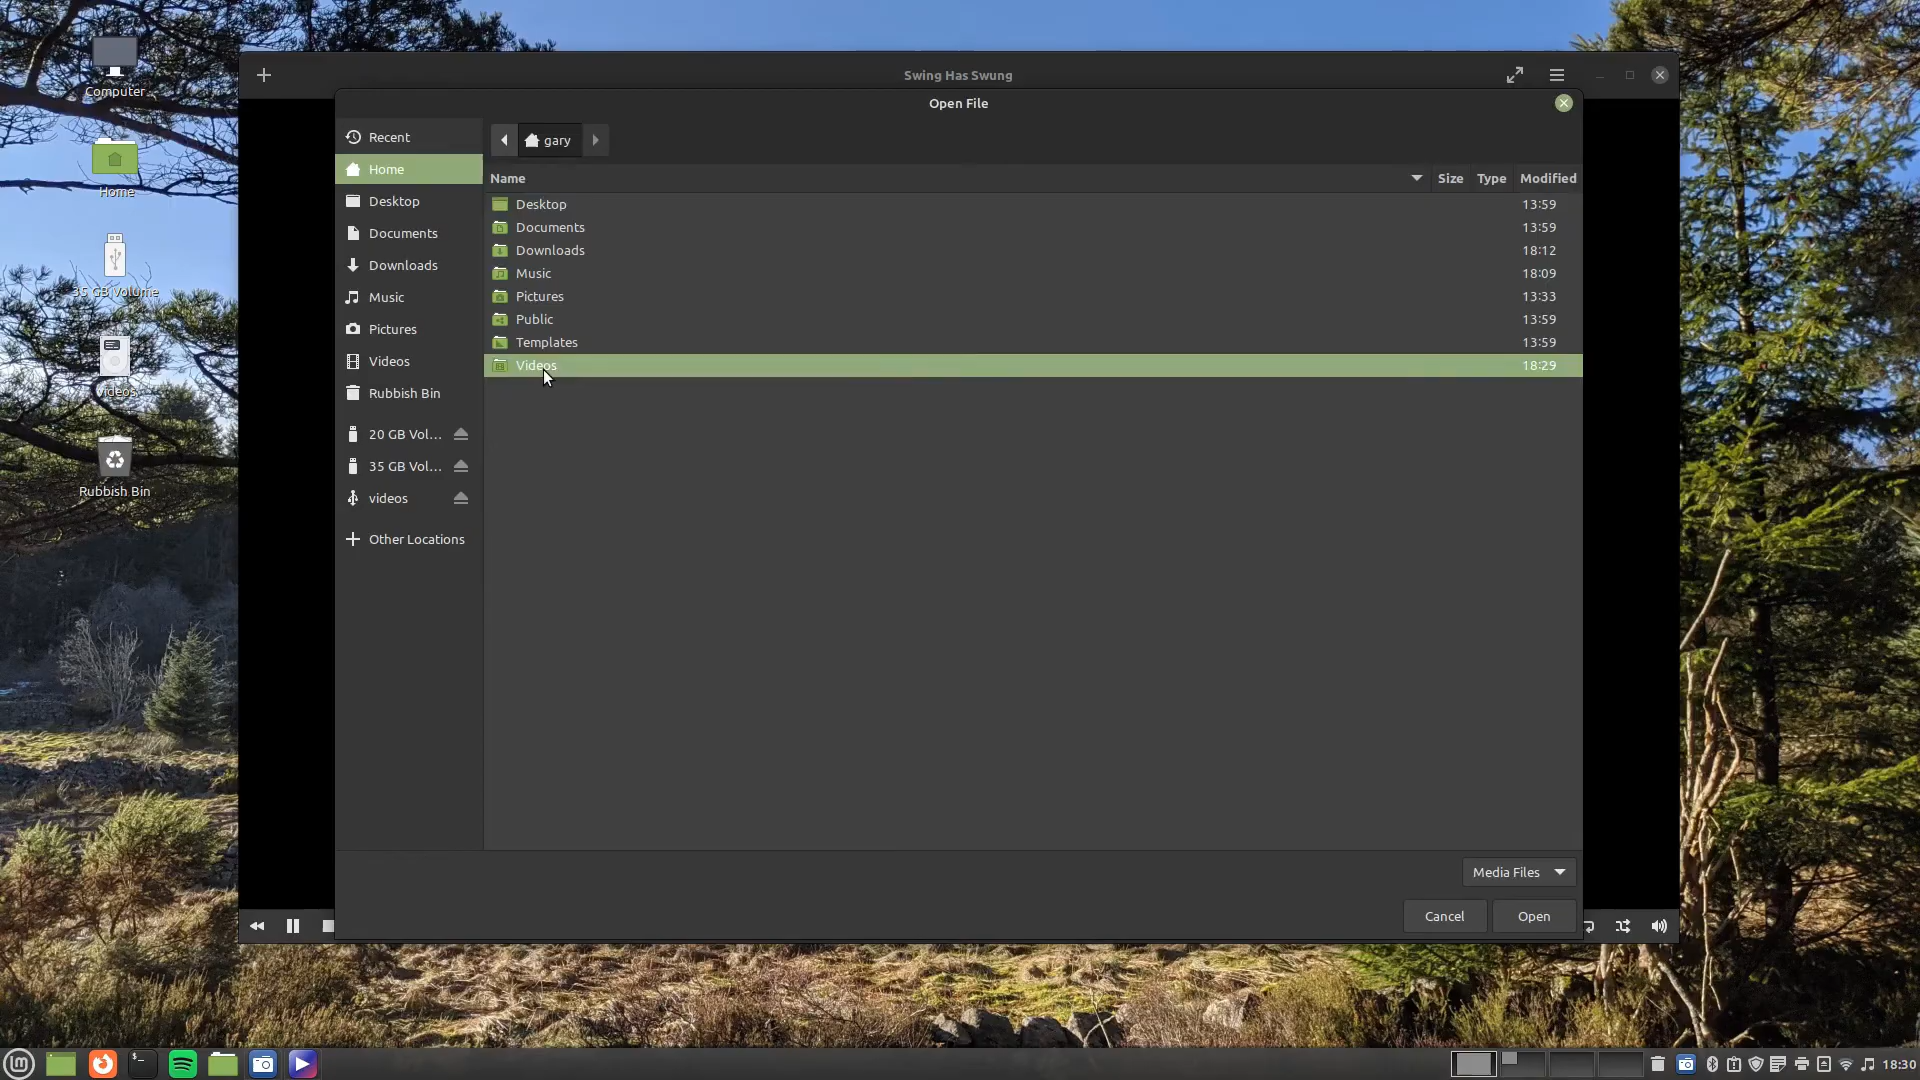 Computer
Home
35 GB Volume
videos
Rubbish Bin
Swing Has Swung
Open File
Recent
Home
Desktop
Documents
Downloads
Music
Pictures
Videos
Rubbish Bin
20 GB Vol...
35 GB Vol...
videos
Other Locations
gary
Name Size Type Modified
Desktop 13:59
Documents 13:59
Downloads 18:12
Music 18:09
Pictures 13:33
Public 13:59
Templates 13:59
Videos 18:29
Media Files
Cancel Open
18:30